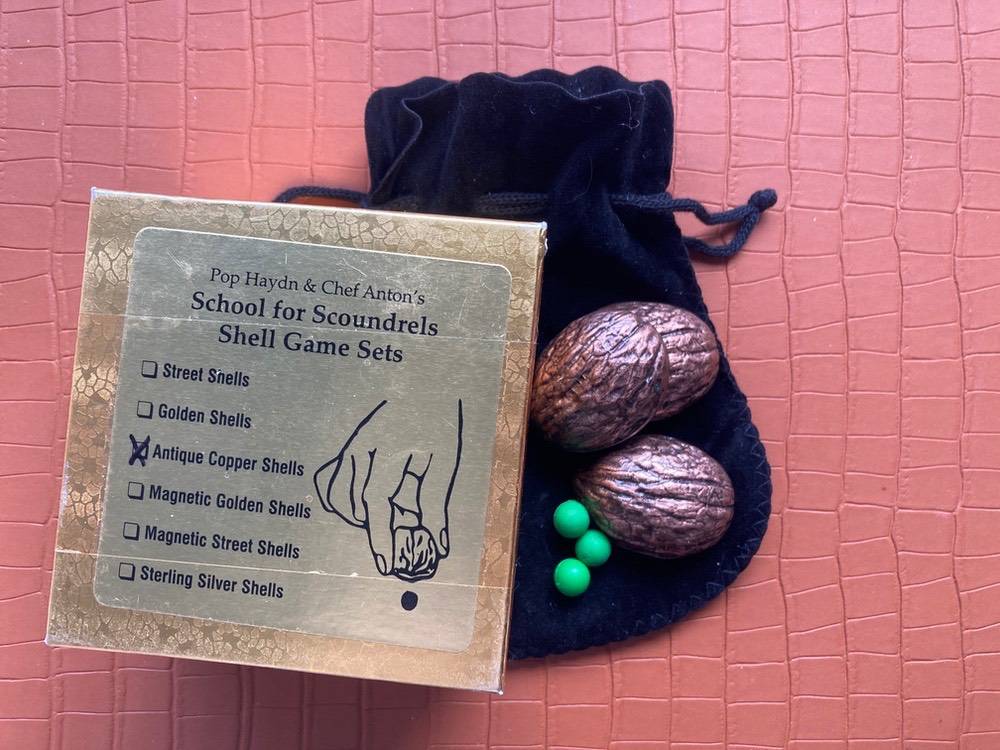 Pop Haydn & Chef Anton's
School for Scoundrels
Shell Game Sets
Street Shells
Golden Shells
Antique Copper Shells
Magnetic Golden Shells
Magnetic Street Shells
Sterling Silver Shells